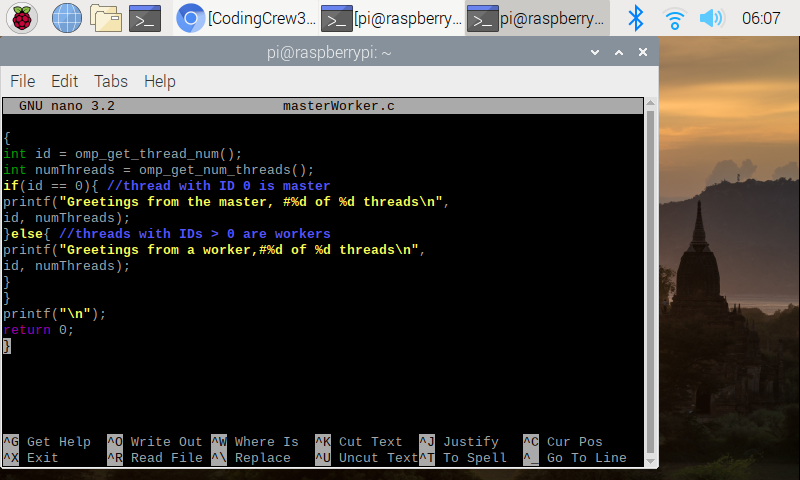 [CodingCrew3... [pi@raspberry... pi@raspberry... 06:07
pi@raspberrypi: ~
File Edit Tabs Help
GNU nano 3.2 masterWorker.c
{
int id = omp_get_thread_num();
int numThreads = omp_get_num_threads();
if(id == 0){ //thread with ID 0 is master
printf("Greetings from the master, #%d of %d threads\n",
id, numThreads);
}else{ //threads with IDs > 0 are workers
printf("Greetings from a worker,#%d of %d threads\n",
id, numThreads);
}
}
printf("\n");
return 0;
}
^G Get Help ^O Write Out ^W Where Is ^K Cut Text ^J Justify ^C Cur Pos
^X Exit ^R Read File ^\ Replace ^U Uncut Text ^T To Spell ^_ Go To Line